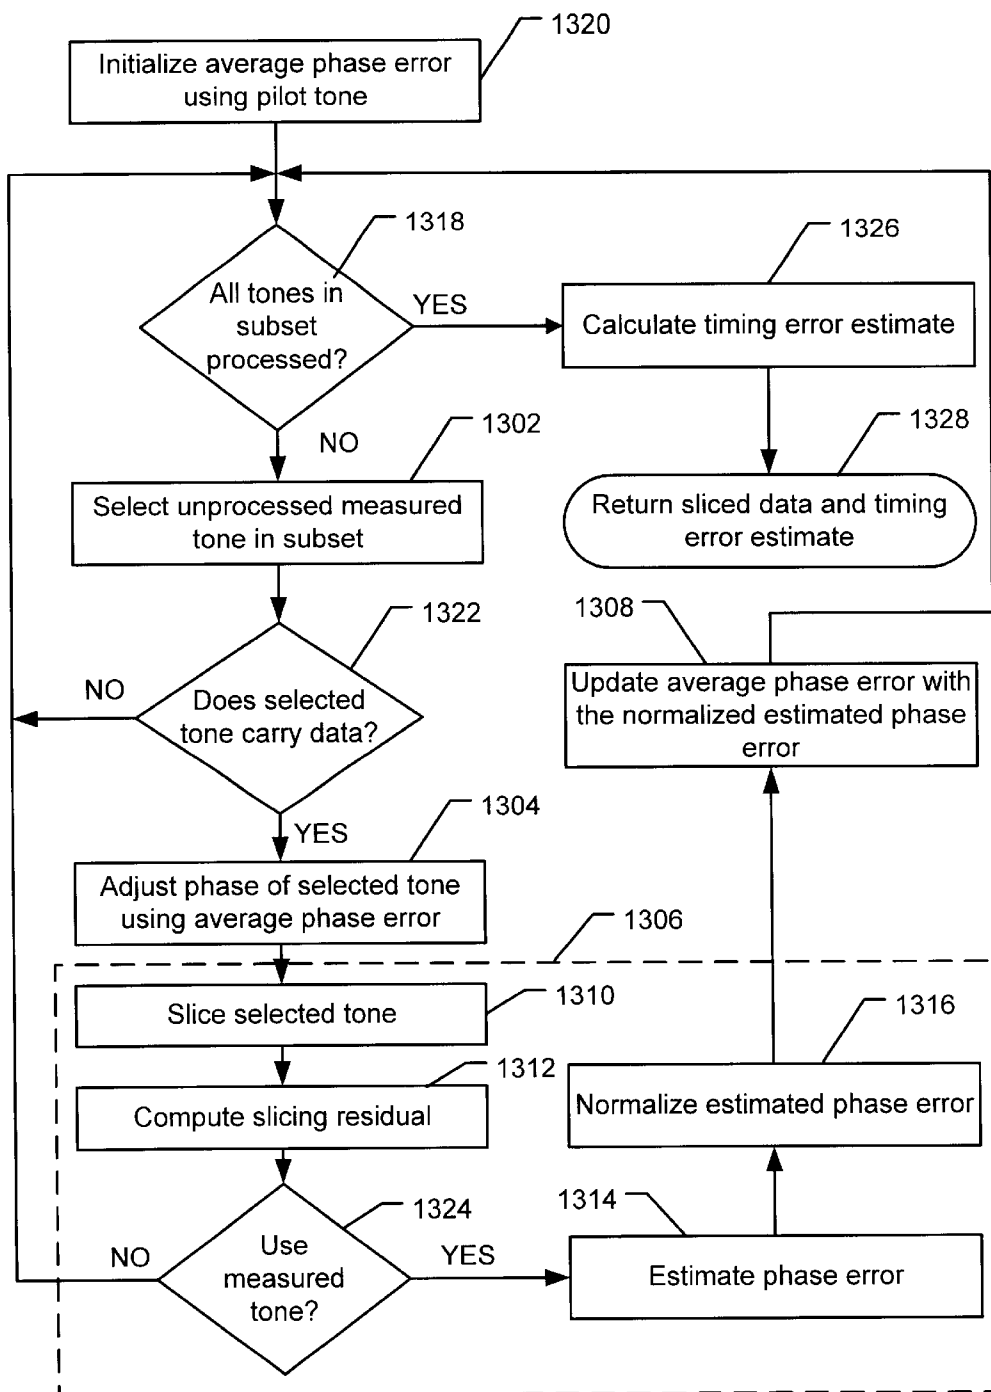 1320
Initialize average phase error
using pilot tone
1318
All tones in
subset
processed?
YES
1326
Calculate timing error estimate
NO
1302
1328
Select unprocessed measured
tone in subset
Return sliced data and timing
error estimate
1322
1308
NO
Does selected
tone carry data?
Update average phase error with
the normalized estimated phase
error
YES
1304
Adjust phase of selected tone
using average phase error
1306
Slice selected tone
1310
1316
1312
Compute slicing residual
Normalize estimated phase error
1324
1314
NO
Use
measured
tone?
YES
Estimate phase error